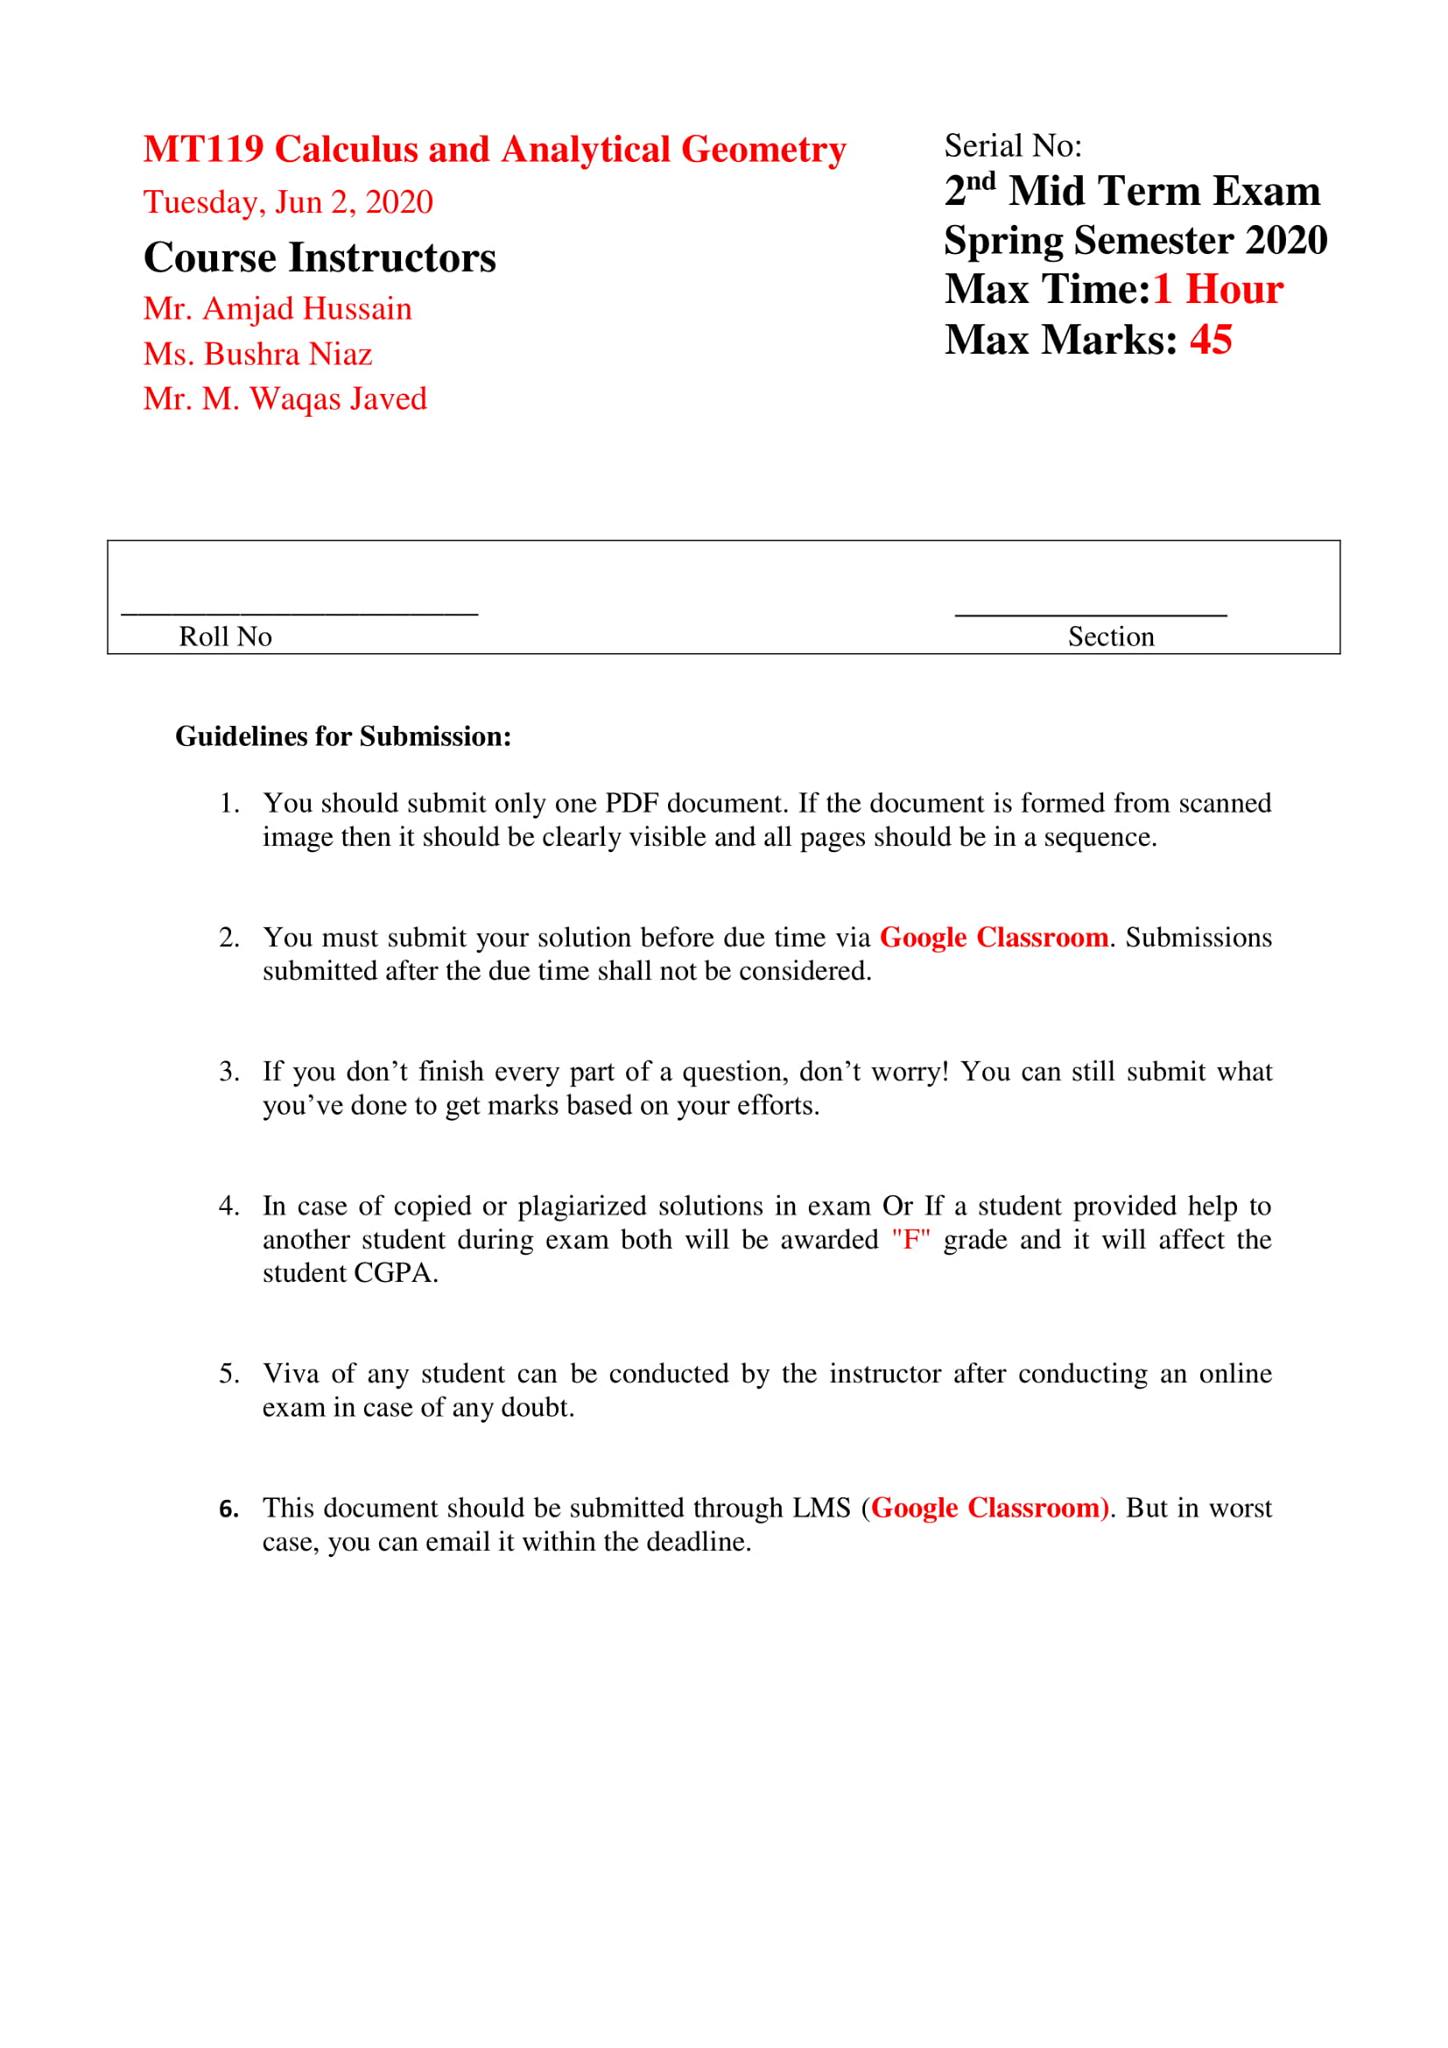 MT119 Calculus and Analytical Geometry
Tuesday, Jun 2, 2020
Course Instructors
Mr. Amjad Hussain
Ms. Bushra Niaz
Mr. M. Waqas Javed
Serial No:
2nd Mid Term Exam
Spring Semester 2020
Max Time:1 Hour
Max Marks: 45
Roll No
Section
Guidelines for Submission:
1. You should submit only one PDF document. If the document is formed from scanned
image then it should be clearly visible and all pages should be in a sequence.
2. You must submit your solution before due time via Google Classroom. Submissions
submitted after the due time shall not be considered.
3. If you don’t finish every part of a question, don’t worry! You can still submit what
you’ve done to get marks based on your efforts.
4. In case of copied or plagiarized solutions in exam Or If a student provided help to
another student during exam both will be awarded "F" grade and it will affect the
student CGPA.
5. Viva of any student can be conducted by the instructor after conducting an online
exam in case of any doubt.
6. This document should be submitted through LMS (Google Classroom). But in worst
case, you can email it within the deadline.